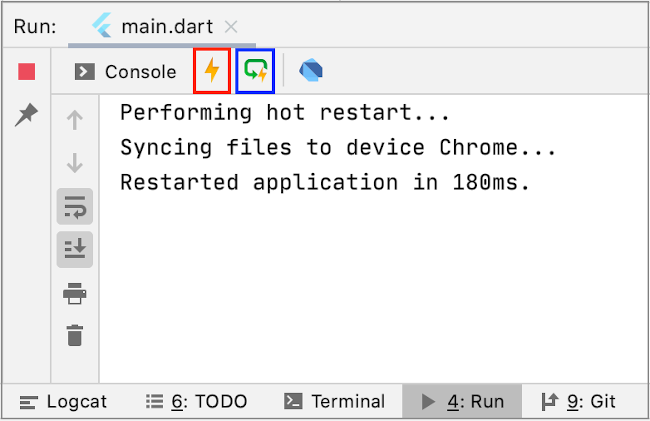 Run: main.dart
Console
Performing hot restart...
Syncing files to device Chrome...
Restarted application in 180ms.
Logcat 6: TODO Terminal 4: Run 9: Git